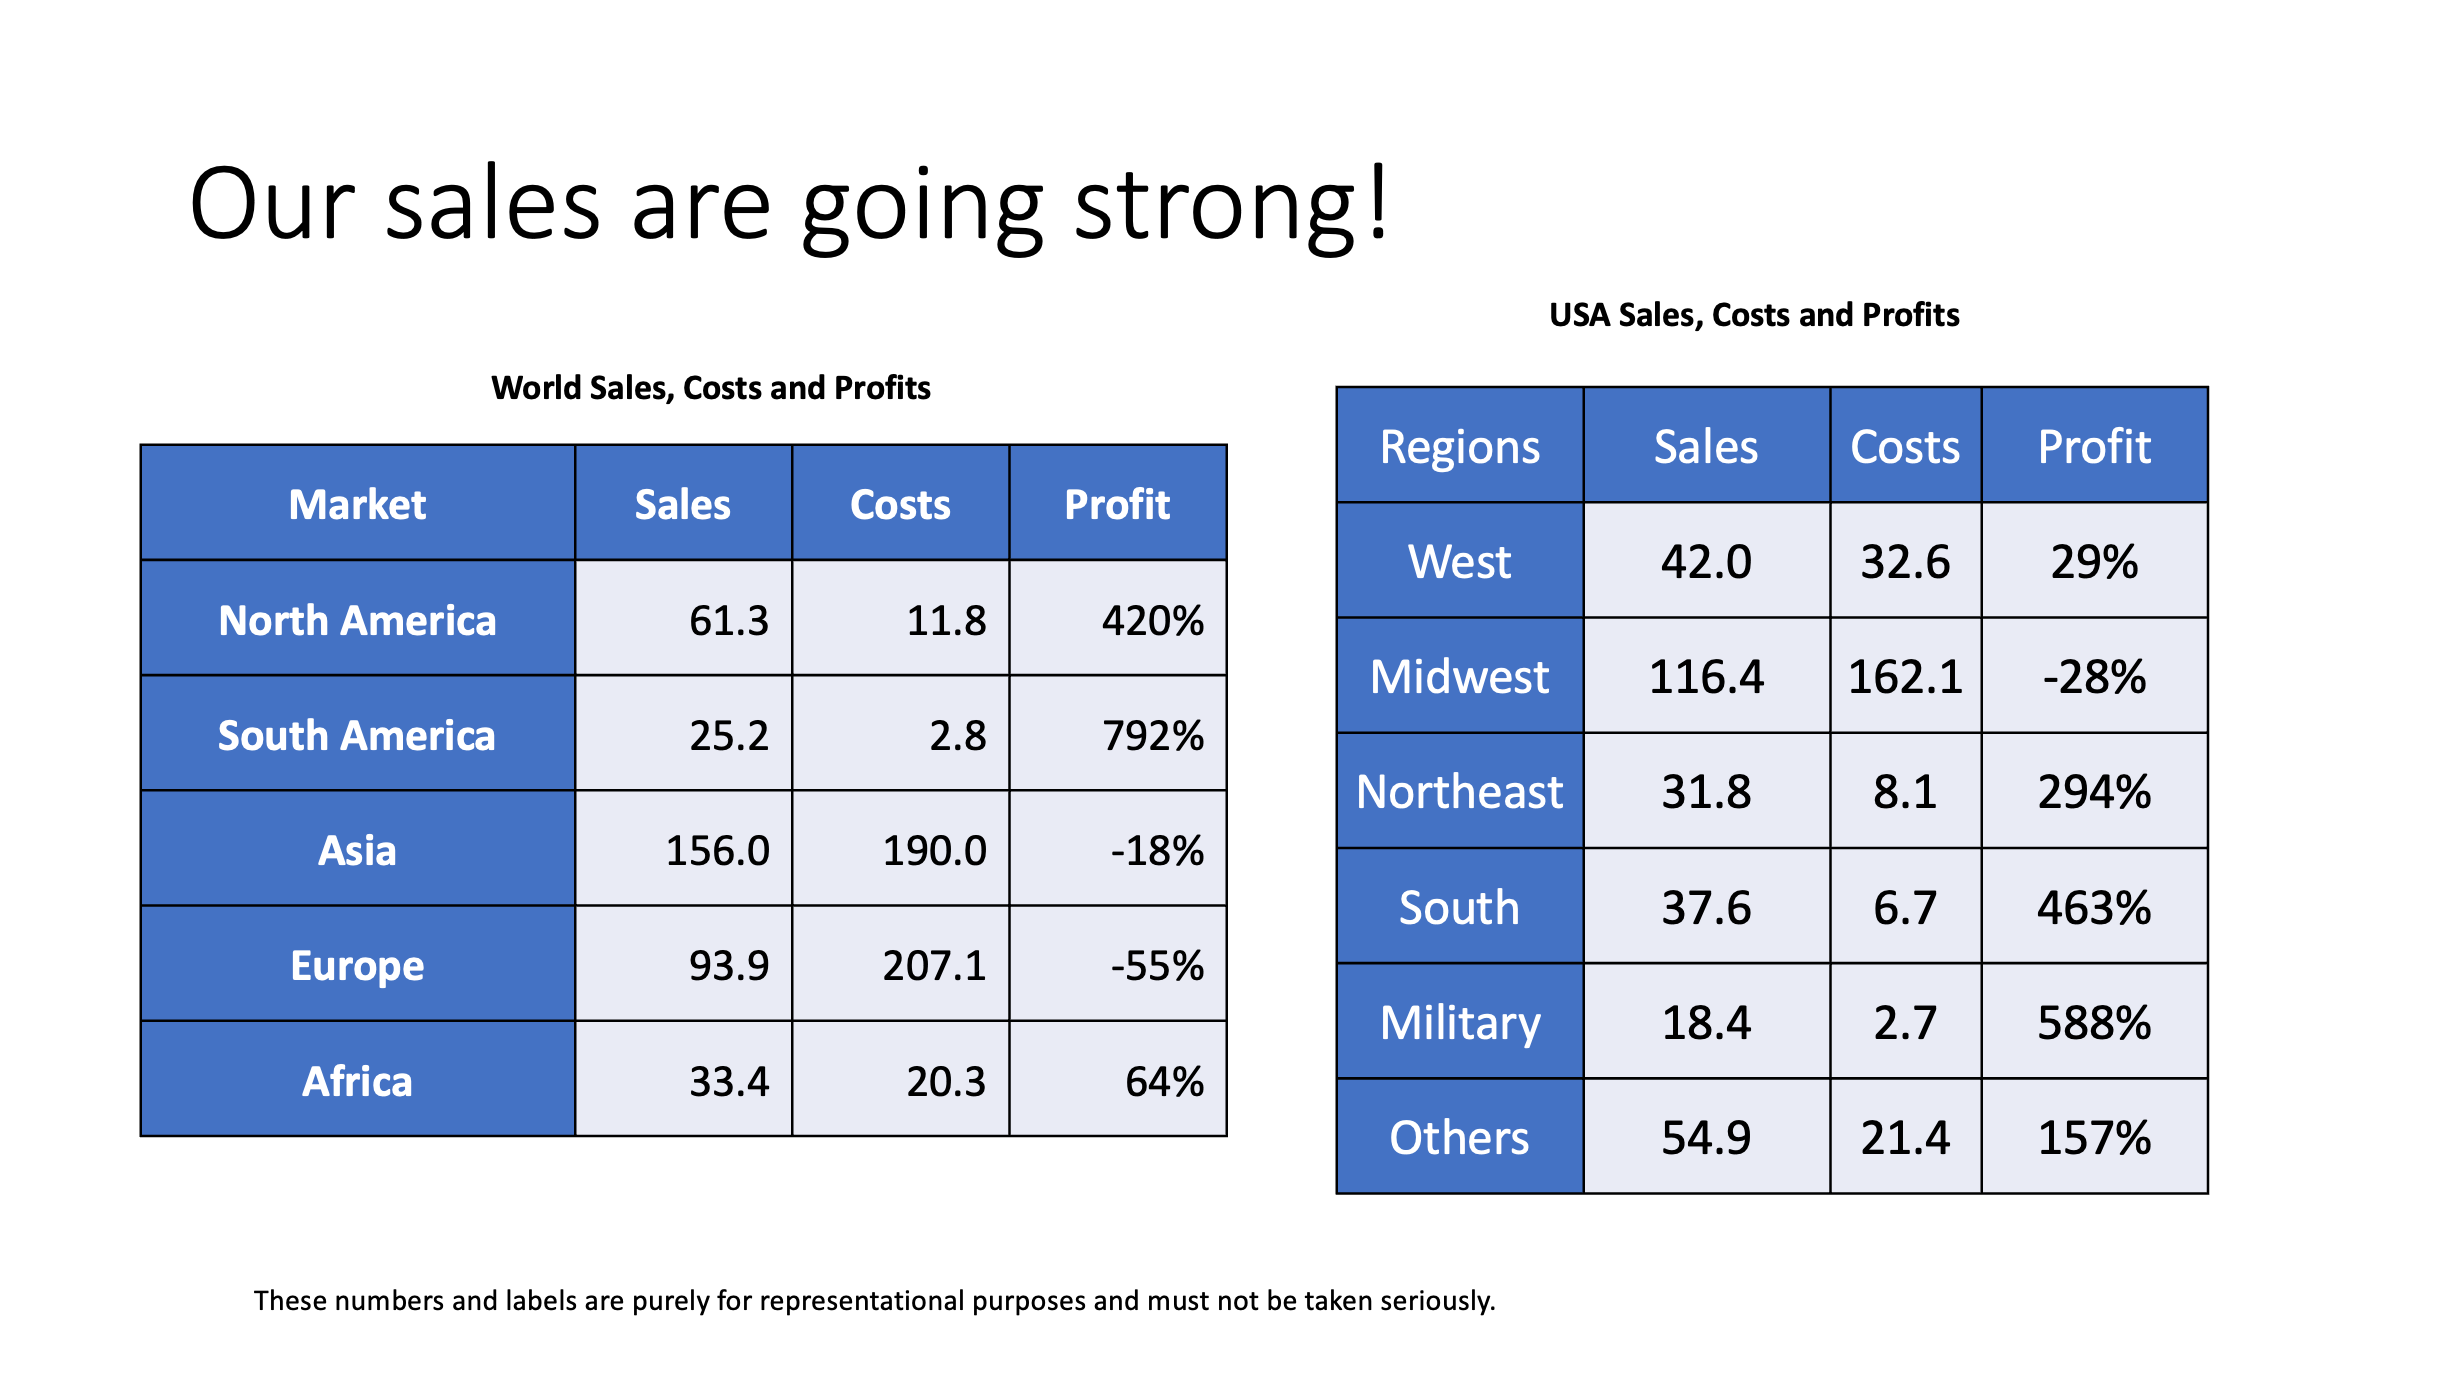 Our sales are going strong!
World Sales, Costs and Profits
Market Sales Costs Profit
North America 61.3 11.8 420%
South America 25.2 2.8 792%
Asia 156.0 190.0 -18%
Europe 93.9 207.1 -55%
Africa 33.4 20.3 64%
USA Sales, Costs and Profits
Regions Sales Costs Profit
West 42.0 32.6 29%
Midwest 116.4 162.1 -28%
Northeast 31.8 8.1 294%
South 37.6 6.7 463%
Military 18.4 2.7 588%
Others 54.9 21.4 157%
These numbers and labels are purely for representational purposes and must not be taken seriously.